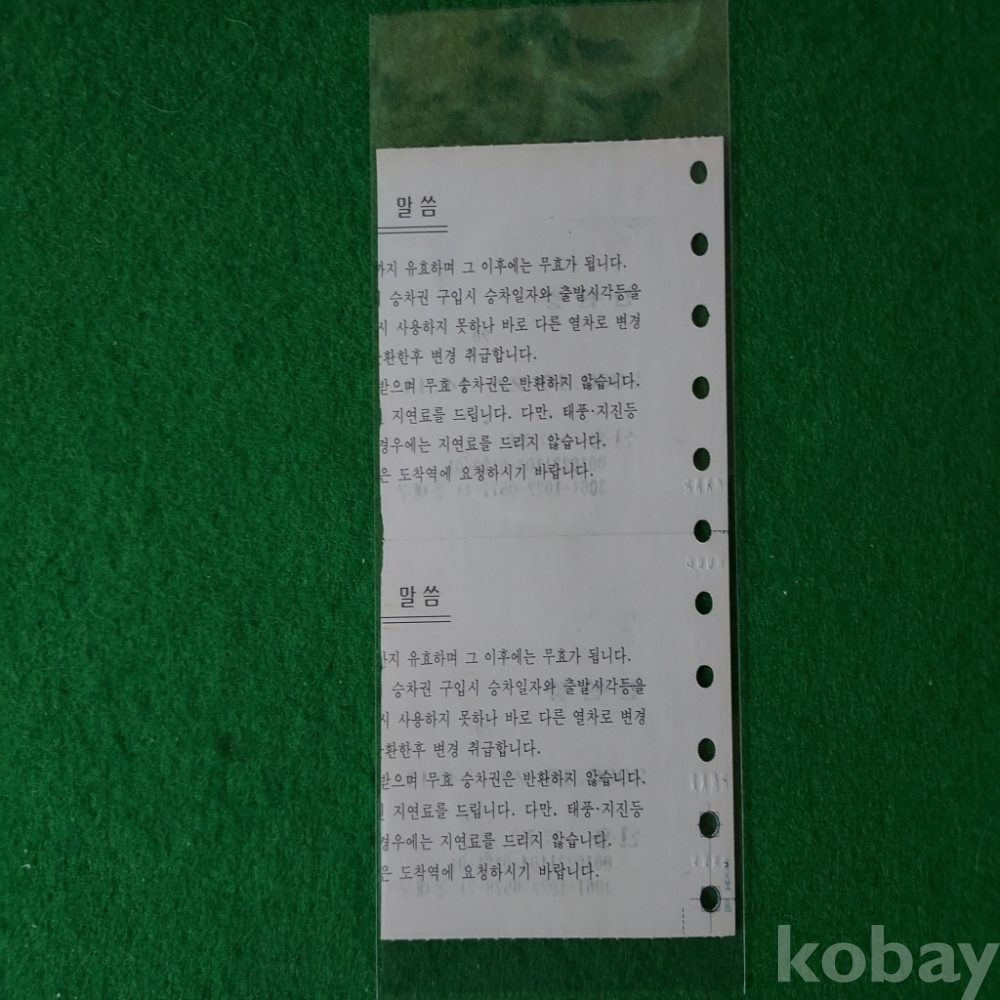 말씀
까지 유효하며 그 이후에는 무효가 됩니다.
승차권 구입시 승차일자와 출발시각등을
시 사용하지 못하나 바로 다른 열차로 변경
환한후 변경 취급합니다.
받으며 무효 승차권은 반환하지 않습니다.
지연료를 드립니다. 다만, 태풍·지진등
경우에는 지연료를 드리지 않습니다.
은 도착역에 요청하시기 바랍니다.
말씀
까지 유효하며 그 이후에는 무효가 됩니다.
승차권 구입시 승차일자와 출발시각등을
시 사용하지 못하나 바로 다른 열차로 변경
환한후 변경 취급합니다.
받으며 무효 승차권은 반환하지 않습니다.
지연료를 드립니다. 다만, 태풍·지진등
경우에는 지연료를 드리지 않습니다.
은 도착역에 요청하시기 바랍니다.
kobay